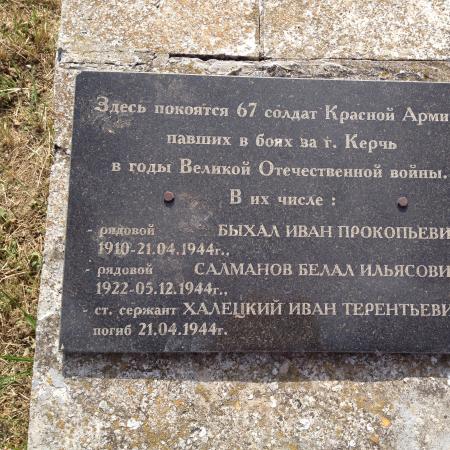 Здесь покоятся 67 солдат Красной Арми
павших в боях за г. Керчь
в годы Великой Отечественной войны.
В их числе :
- рядовой БЫХАЛ ИВАН ПРОКОПЬЕВИ
1910-21.04.1944г.,
- рядовой САЛМАНОВ БЕЛАЛ ИЛЬЯСОВИ
1922-05.12.1944г.,
- ст. сержант ХАЛЕЦКИЙ ИВАН ТЕРЕНТЬЕВИ
погиб 21.04.1944г.